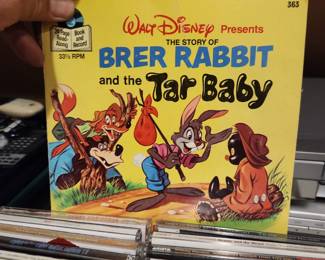 363
24 Page
Read-
Along
Book
and
Record
33⅓ RPM
WALT DISNEY Presents
THE STORY OF
BRER RABBIT
and the Tar Baby